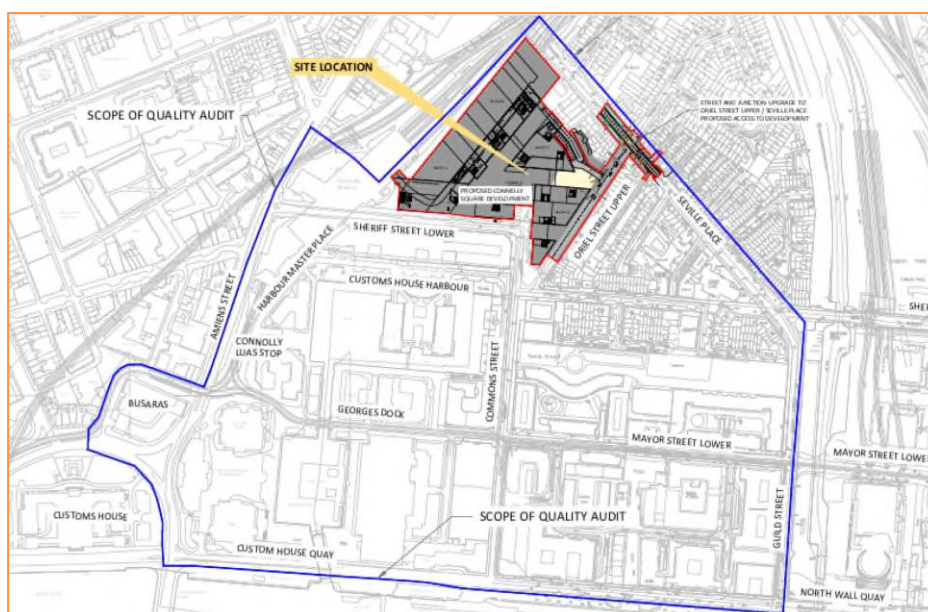 SITE LOCATION
SCOPE OF QUALITY AUDIT
STREET AND JUNCTION UPGRADE TO
ORIEL STREET UPPER / SEVILLE PLACE
PROPOSED ACCESS TO DEVELOPMENT
PROPOSED CONNOLLY
SQUARE DEVELOPMENT
SEVILLE PLACE
ORIEL STREET UPPER
SHERIFF STREET LOWER
HARBOUR MASTER PLACE
AMIENS STREET
CUSTOMS HOUSE HARBOUR
SHER
CONNOLLY
LUAS STOP
COMMONS STREET
BUSARAS
GEORGES DOCK
MAYOR STREET LOWER
MAYOR STREET LOWER
CUSTOMS HOUSE
SCOPE OF QUALITY AUDIT
GUILD STREET
CUSTOM HOUSE QUAY
NORTH WALL QUAY